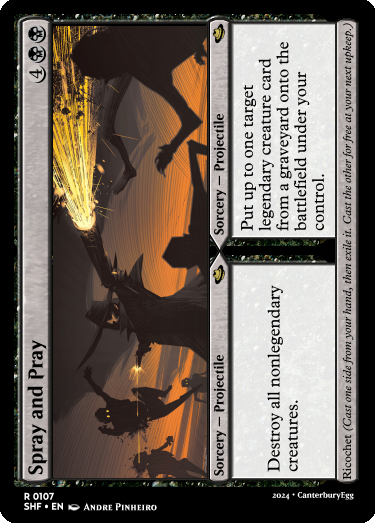 Spray and Pray
4
Sorcery — Projectile
Destroy all nonlegendary
creatures.
Sorcery — Projectile
Put up to one target
legendary creature card
from a graveyard onto the
battlefield under your
control.
Ricochet (Cast one side from your hand, then exile it. Cast the other for free at your next upkeep.)
R 0107
SHF • EN ANDRE PINHEIRO
2024 • CanterburyEgg